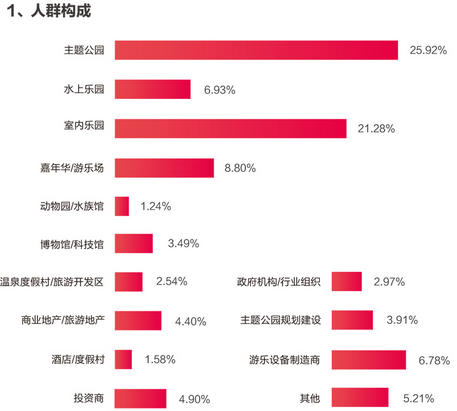 1、人群构成
主题公园 25.92%
水上乐园 6.93%
室内乐园 21.28%
嘉年华/游乐场 8.80%
动物园/水族馆 1.24%
博物馆/科技馆 3.49%
温泉度假村/旅游开发区 2.54%
政府机构/行业组织 2.97%
商业地产/旅游地产 4.40%
主题公园规划建设 3.91%
酒店/度假村 1.58%
游乐设备制造商 6.78%
投资商 4.90%
其他 5.21%